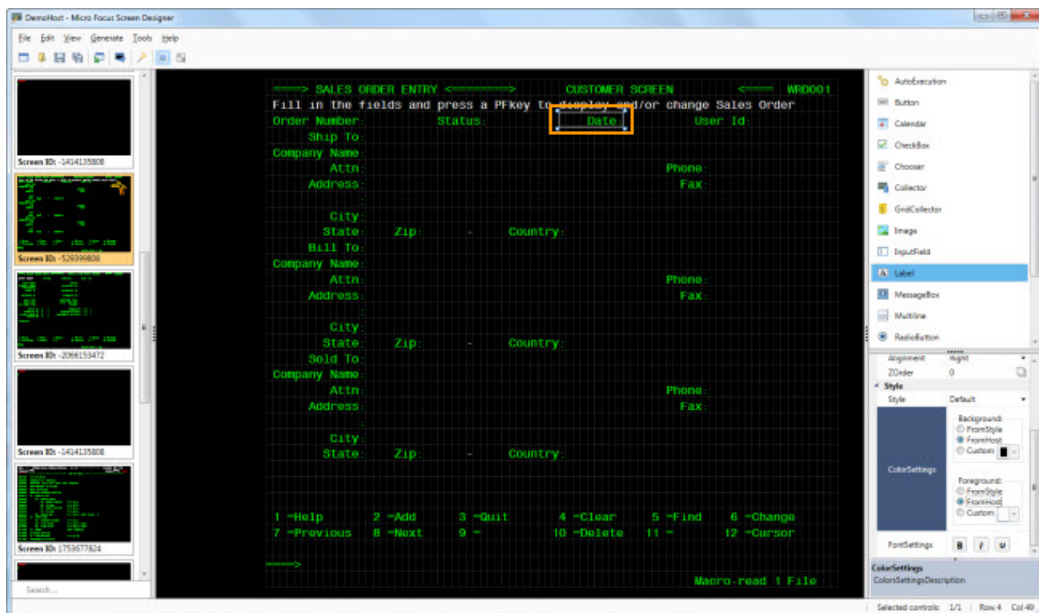 DemoHost - Micro Focus Screen Designer
File Edit View Generate Tools Help
Screen ID: -1414135808
Screen ID: -529399808
Screen ID: -2066153472
Screen ID: -1414135808
Screen ID: 1753677824
Search ...
====> SALES ORDER ENTRY <==========> CUSTOMER SCREEN <==== WRD001
Fill in the fields and press a PFkey to display and/or change Sales Order
Order Number: Status: Date: User Id:
Ship To:
Company Name:
Attn: Phone:
Address: Fax:
:
City:
State: Zip: - Country:
Bill To:
Company Name:
Attn: Phone:
Address: Fax:
:
City:
State: Zip: - Country:
Sold To:
Company Name:
Attn: Phone:
Address: Fax:
:
City:
State: Zip: - Country:
1 =Help 2 =Add 3 =Quit 4 =Clear 5 =Find 6 =Change
7 =Previous 8 =Next 9 = 10 =Delete 11 = 12 =Cursor
====>
Macro-read 1 File
AutoExecution
Button
Calendar
CheckBox
Chooser
Collector
GridCollector
Image
InputField
Label
MessageBox
Multiline
RadioButton
Alignment Right
ZOrder 0
Style
Style Default
ColorSettings
Background:
FromStyle
FromHost
Custom
Foreground:
FromStyle
FromHost
Custom
FontSettings B I U
ColorSettings
ColorsSettingsDescription
Selected controls: 1/1 Row 4 Col 49